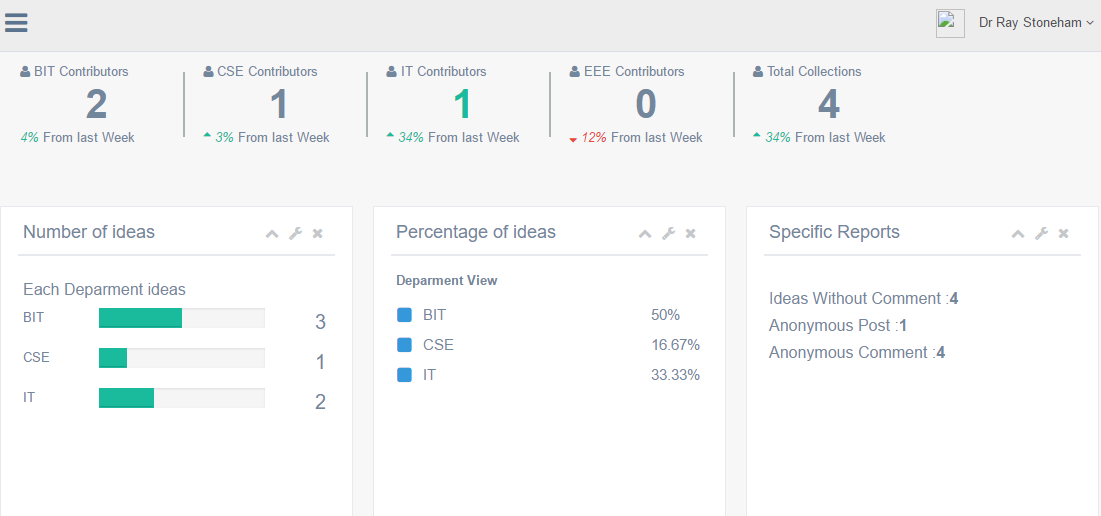 Dr Ray Stoneham
BIT Contributors
2
4% From last Week
CSE Contributors
1
3% From last Week
IT Contributors
1
34% From last Week
EEE Contributors
0
12% From last Week
Total Collections
4
34% From last Week
Number of ideas
Each Deparment ideas
BIT 3
CSE 1
IT 2
Percentage of ideas
Deparment View
BIT 50%
CSE 16.67%
IT 33.33%
Specific Reports
Ideas Without Comment :4
Anonymous Post :1
Anonymous Comment :4